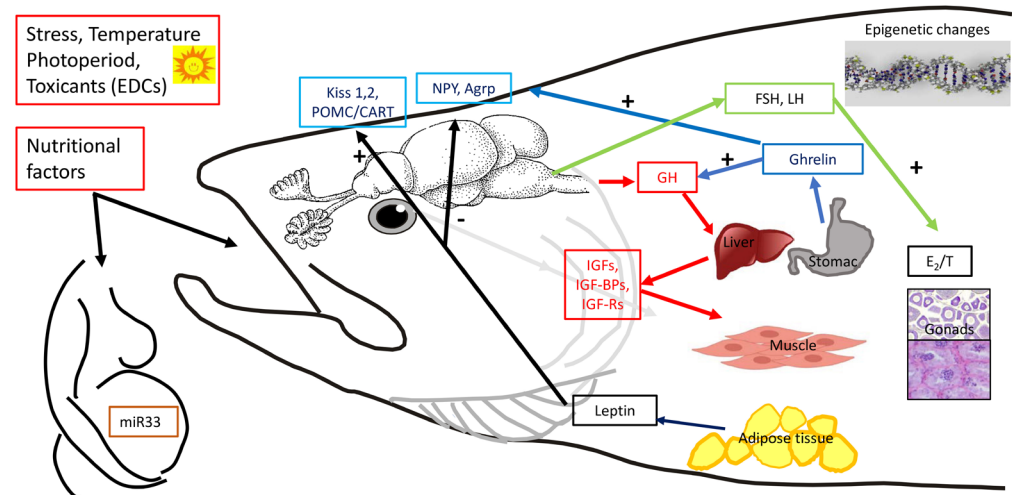 Stress, Temperature
Photoperiod,
Toxicants (EDCs)
Epigenetic changes
Kiss 1,2,
POMC/CART
NPY, Agrp
FSH, LH
+
+
+
+
-
Nutritional
factors
GH
Ghrelin
Liver
Stomac
IGFs,
IGF-BPs,
IGF-Rs
E₂/T
Gonads
Muscle
miR33
Leptin
Adipose tissue